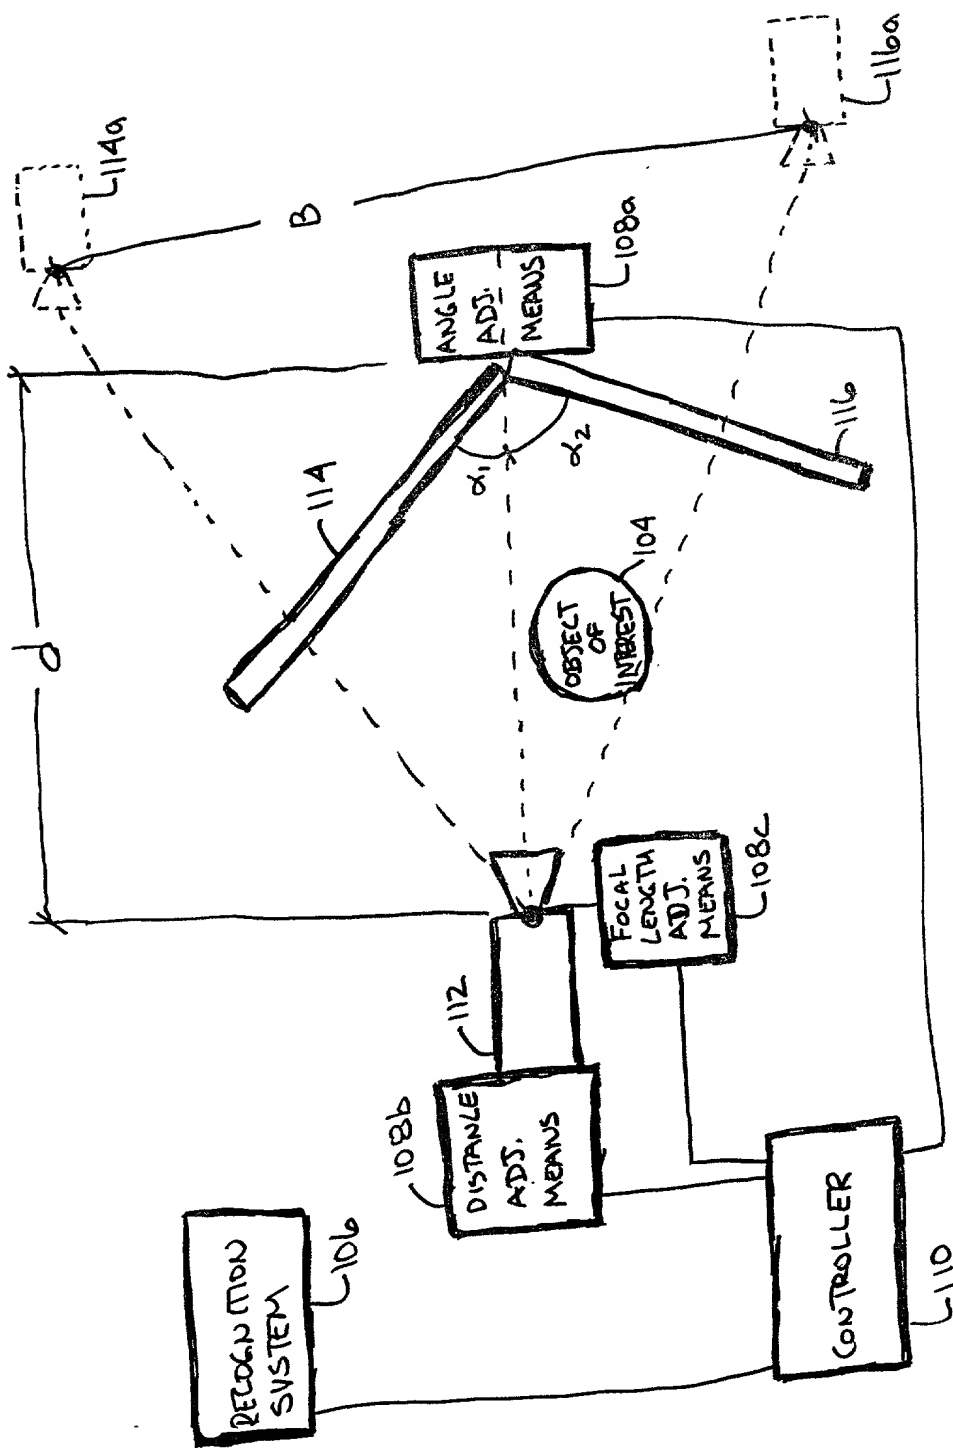 114a
116a
B
ANGLE
ADJ.
MEANS
108a
d
114
α1
α2
116
OBJECT
OF
INTEREST
104
112
FOCAL
LENGTH
ADJ.
MEANS
108c
108b
DISTANCE
ADJ.
MEANS
RECOGNITION
SYSTEM
106
CONTROLLER
110